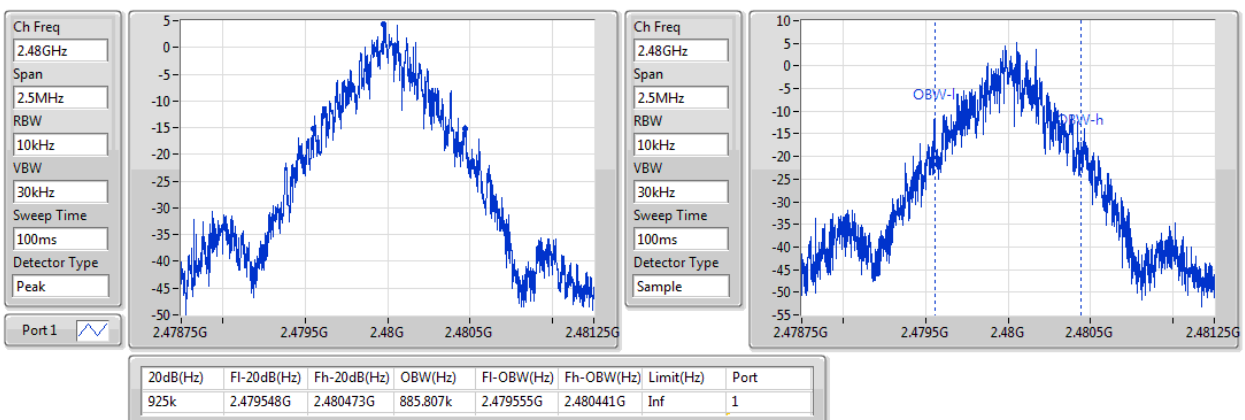 Ch Freq
2.48GHz
Span
2.5MHz
RBW
10kHz
VBW
30kHz
Sweep Time
100ms
Detector Type
Peak
Port 1
5
0
-5
-10
-15
-20
-25
-30
-35
-40
-45
-50
2.47875G 2.4795G 2.48G 2.4805G 2.48125G
Ch Freq
2.48GHz
Span
2.5MHz
RBW
10kHz
VBW
30kHz
Sweep Time
100ms
Detector Type
Sample
10
5
0
-5
-10
-15
-20
-25
-30
-35
-40
-45
-50
-55
OBW-l
OBW-h
2.47875G 2.4795G 2.48G 2.4805G 2.48125G
20dB(Hz) Fl-20dB(Hz) Fh-20dB(Hz) OBW(Hz) Fl-OBW(Hz) Fh-OBW(Hz) Limit(Hz) Port
925k 2.479548G 2.480473G 885.807k 2.479555G 2.480441G Inf 1